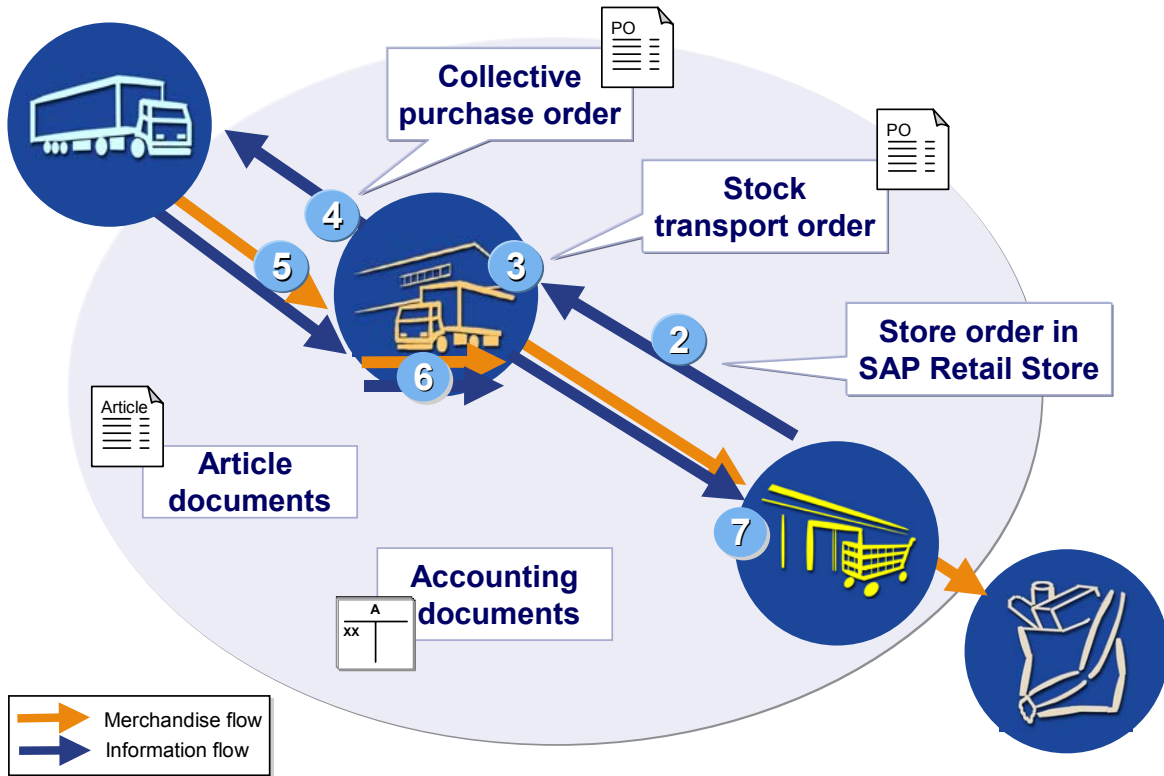 PO
Collective
purchase order
PO
Stock
transport order
4
3
5
2
Store order in
SAP Retail Store
6
Article
Article
documents
7
Accounting
documents
A
xx
Merchandise flow
Information flow